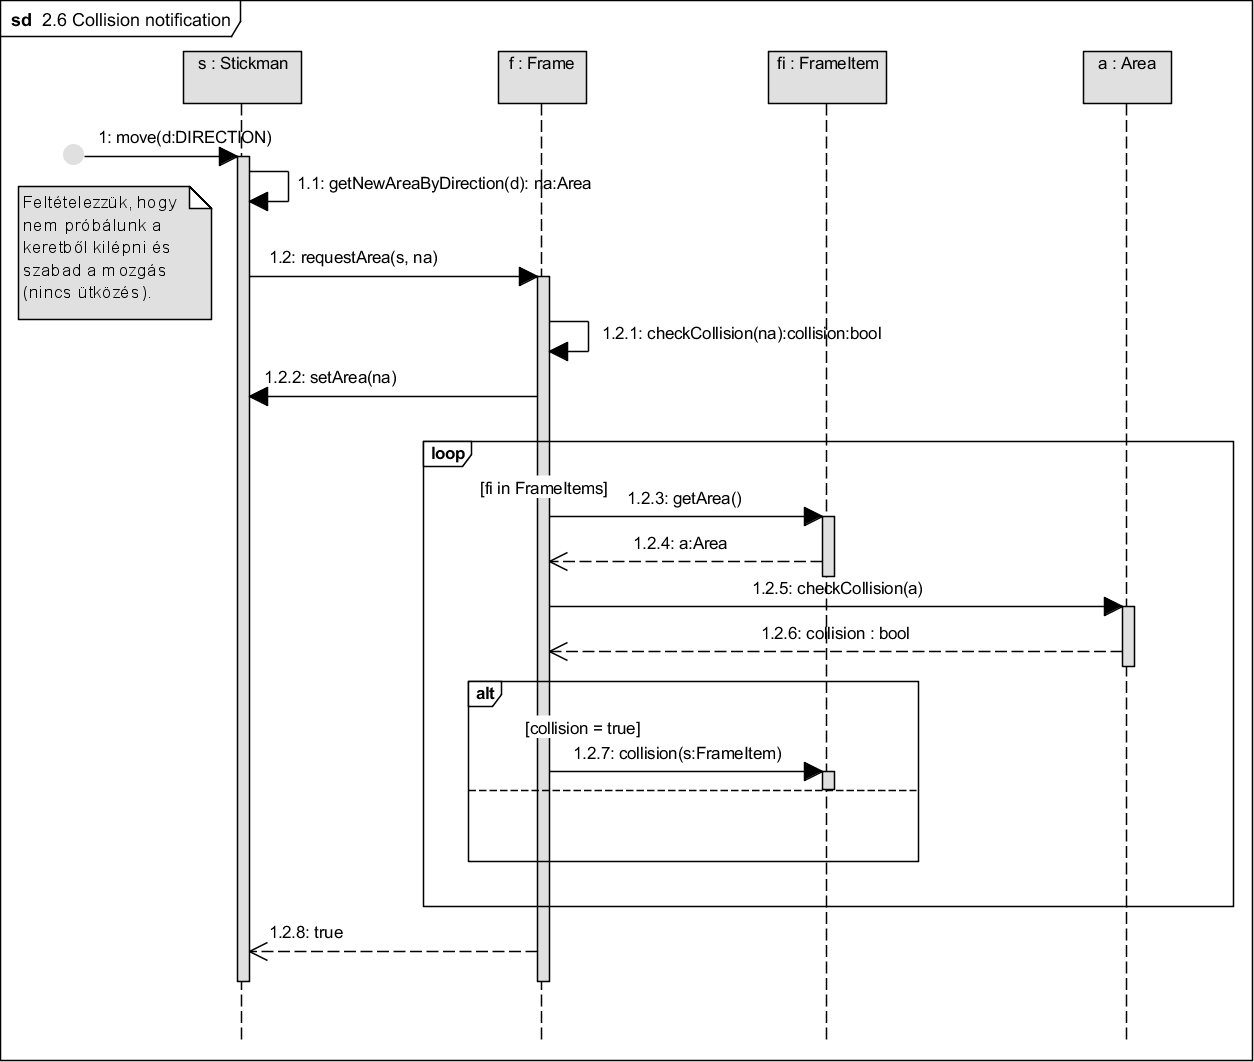 sd 2.6 Collision notification
s : Stickman
f : Frame
fi : FrameItem
a : Area
1: move(d:DIRECTION)
1.1: getNewAreaByDirection(d): na:Area
Feltételezzük, hogy
nem próbálunk a
keretből kilépni és
szabad a mozgás
(nincs ütközés).
1.2: requestArea(s, na)
1.2.1: checkCollision(na):collision:bool
1.2.2: setArea(na)
loop
[fi in FrameItems]
1.2.3: getArea()
1.2.4: a:Area
1.2.5: checkCollision(a)
1.2.6: collision : bool
alt
[collision = true]
1.2.7: collision(s:FrameItem)
1.2.8: true